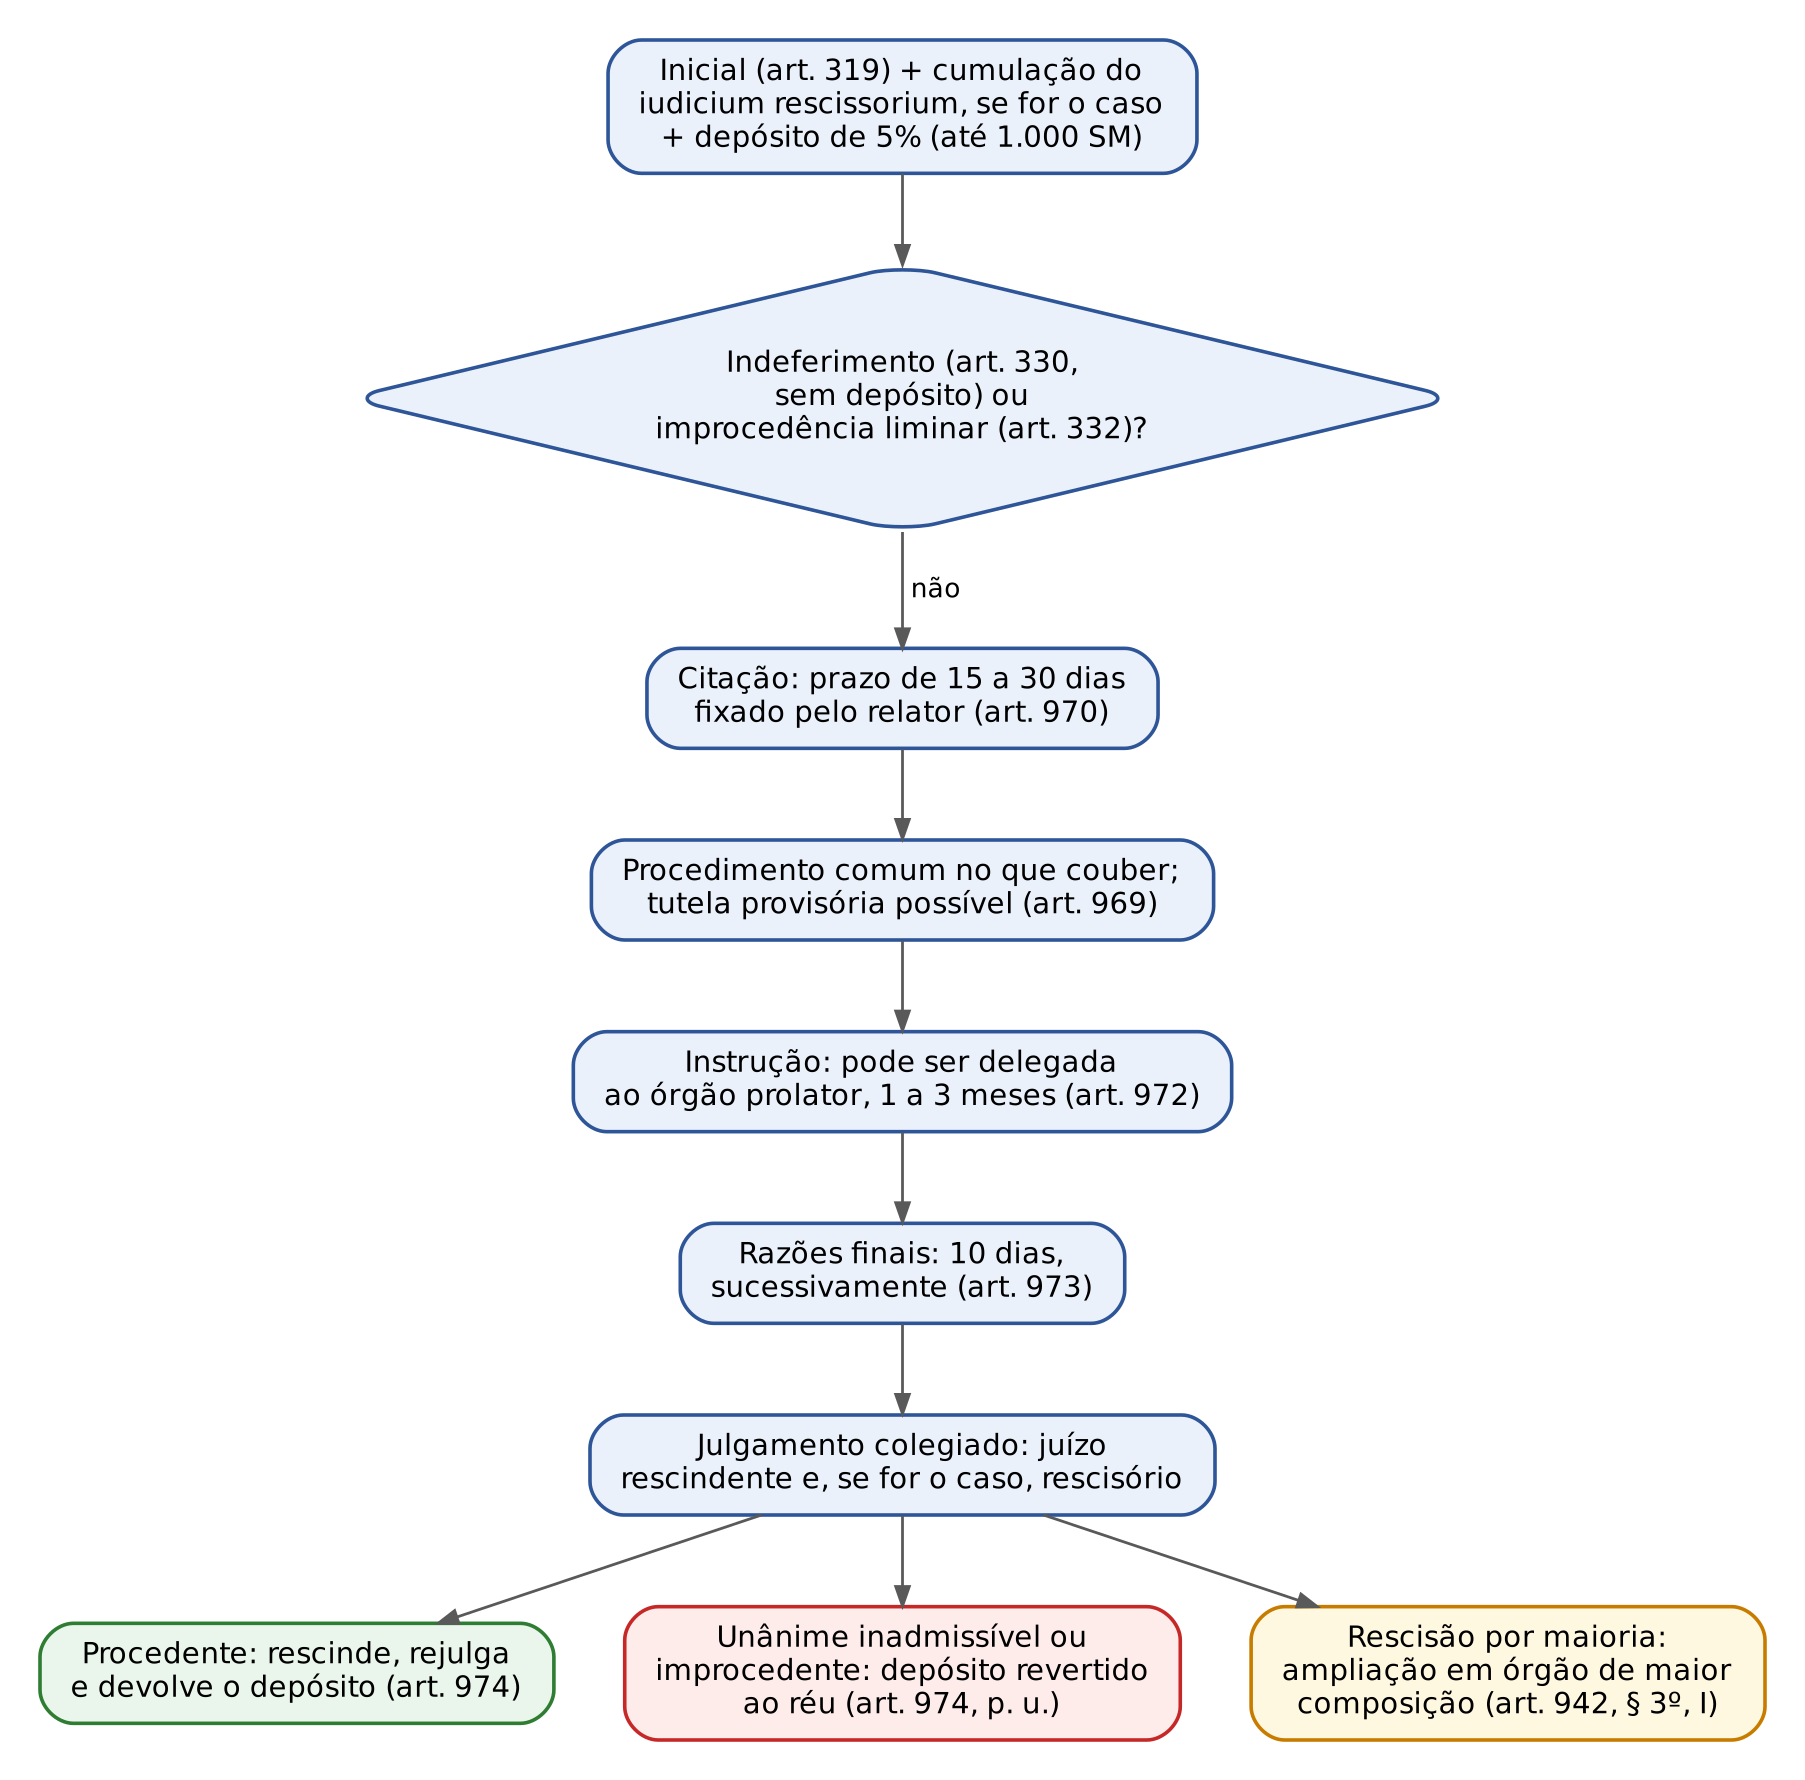 Inicial (art. 319) + cumulação do
iudicium rescissorium, se for o caso
+ depósito de 5% (até 1.000 SM)
Indeferimento (art. 330,
sem depósito) ou
improcedência liminar (art. 332)?
não
Citação: prazo de 15 a 30 dias
fixado pelo relator (art. 970)
Procedimento comum no que couber;
tutela provisória possível (art. 969)
Instrução: pode ser delegada
ao órgão prolator, 1 a 3 meses (art. 972)
Razões finais: 10 dias,
sucessivamente (art. 973)
Julgamento colegiado: juízo
rescindente e, se for o caso, rescisório
Procedente: rescinde, rejulga
e devolve o depósito (art. 974)
Unânime inadmissível ou
improcedente: depósito revertido
ao réu (art. 974, p. u.)
Rescisão por maioria:
ampliação em órgão de maior
composição (art. 942, § 3º, I)